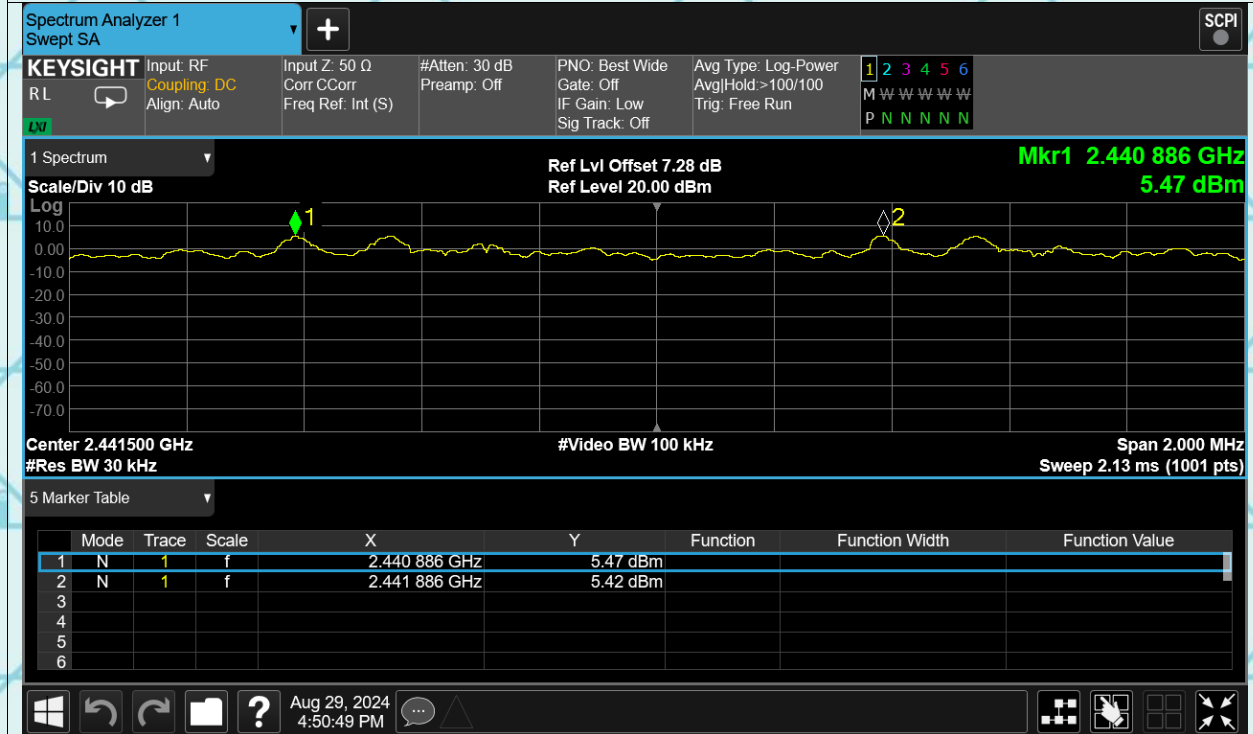 Spectrum Analyzer 1
Swept SA
SCPI
KEYSIGHT
RL
LXI
Input: RF
Coupling: DC
Align: Auto
Input Z: 50 Ω
Corr CCorr
Freq Ref: Int (S)
#Atten: 30 dB
Preamp: Off
PNO: Best Wide
Gate: Off
IF Gain: Low
Sig Track: Off
Avg Type: Log-Power
Avg|Hold:>100/100
Trig: Free Run
1 2 3 4 5 6
M W W W W W
P N N N N N
1 Spectrum
Scale/Div 10 dB
Ref Lvl Offset 7.28 dB
Ref Level 20.00 dBm
Mkr1 2.440 886 GHz
5.47 dBm
Log
10.0
0.00
-10.0
-20.0
-30.0
-40.0
-50.0
-60.0
-70.0
1
2
Center 2.441500 GHz
#Video BW 100 kHz
Span 2.000 MHz
#Res BW 30 kHz
Sweep 2.13 ms (1001 pts)
5 Marker Table
Mode Trace Scale X Y Function Function Width Function Value
1 N 1 f 2.440 886 GHz 5.47 dBm
2 N 1 f 2.441 886 GHz 5.42 dBm
3
4
5
6
?
Aug 29, 2024
4:50:49 PM